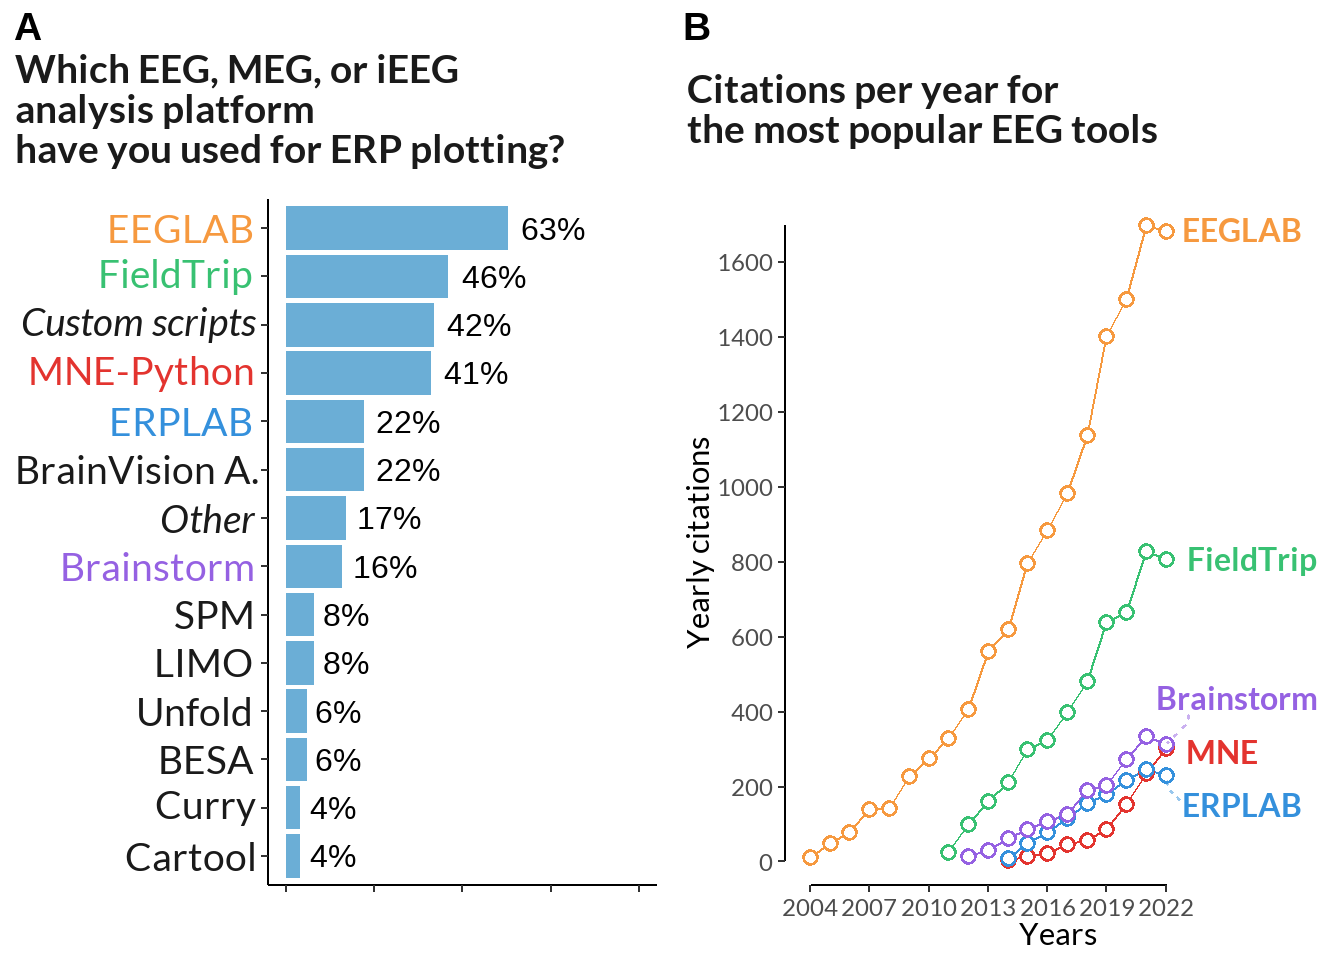 A
Which EEG, MEG, or iEEG
analysis platform
have you used for ERP plotting?
EEGLAB 63%
FieldTrip 46%
Custom scripts 42%
MNE-Python 41%
ERPLAB 22%
BrainVision A. 22%
Other 17%
Brainstorm 16%
SPM 8%
LIMO 8%
Unfold 6%
BESA 6%
Curry 4%
Cartool 4%
B
Citations per year for
the most popular EEG tools
Yearly citations
1600
1400
1200
1000
800
600
400
200
0
EEGLAB
FieldTrip
Brainstorm
MNE
ERPLAB
2004 2007 2010 2013 2016 2019 2022
Years